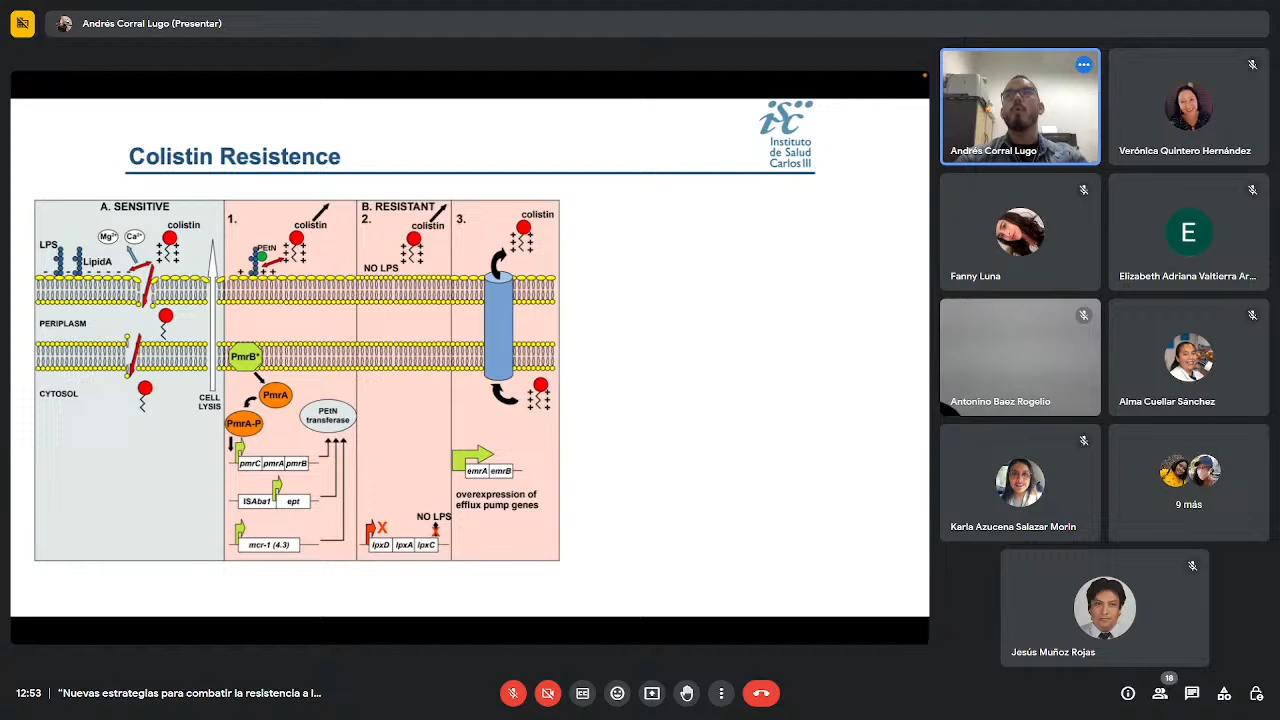 Andrés Corral Lugo (Presentar)
Colistin Resistence
isc
Instituto
de Salud
Carlos III
A. SENSITIVE
B. RESISTANT
LPS
Mg2+
Ca2+
colistin
LipidA
PERIPLASM
CYTOSOL
CELL
LYSIS
1.
colistin
PEtN
PmrB*
PmrA
PmrA-P
PEtN
transferase
pmrC pmrA pmrB
ISAba1 ept
mcr-1 (4.3)
2.
colistin
NO LPS
NO LPS
X
lpxD lpxA lpxC
3.
colistin
emrA emrB
overexpression of
efflux pump genes
Andrés Corral Lugo
Verónica Quintero Hernández
Fanny Luna
E
Elizabeth Adriana Valtierra Ar...
Antonino Baez Rogelio
Alma Cuellar Sánchez
Karla Azucena Salazar Morin
9 más
Jesús Muñoz Rojas
12:53 | “Nuevas estrategias para combatir la resistencia a l...
18